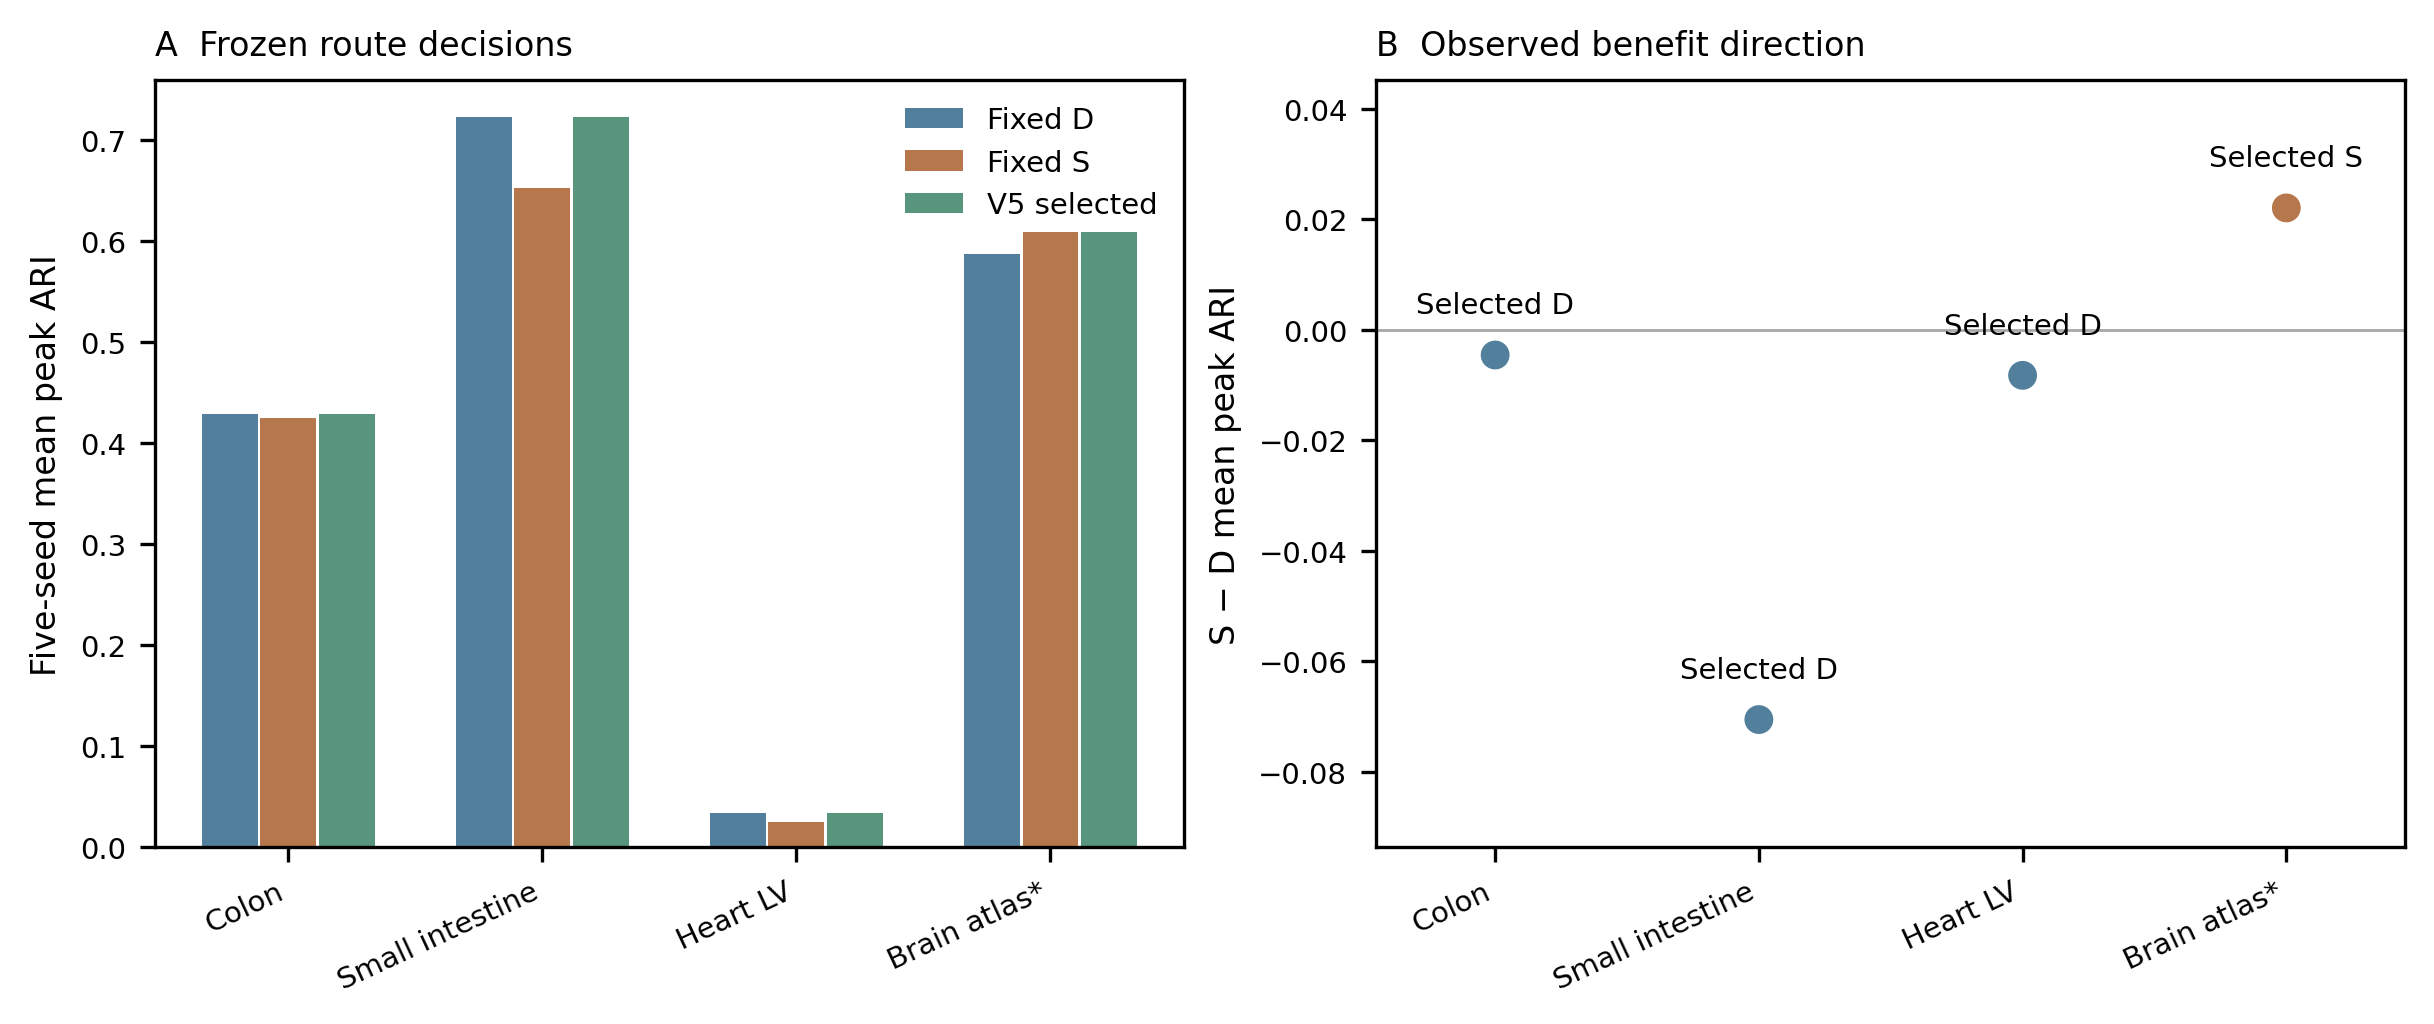 A  Frozen route decisions
Five-seed mean peak ARI
0.7
0.6
0.5
0.4
0.3
0.2
0.1
0.0
Fixed D
Fixed S
V5 selected
Colon
Small intestine
Heart LV
Brain atlas*
B  Observed benefit direction
S − D mean peak ARI
0.04
0.02
0.00
−0.02
−0.04
−0.06
−0.08
Selected D
Selected D
Selected D
Selected S
Colon
Small intestine
Heart LV
Brain atlas*